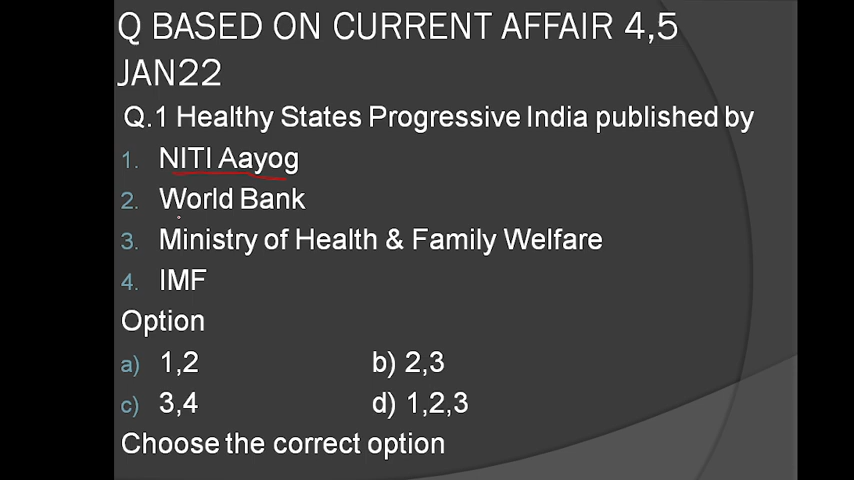 Q BASED ON CURRENT AFFAIR 4,5
JAN22
Q.1 Healthy States Progressive India published by
1. NITI Aayog
2. World Bank
3. Ministry of Health & Family Welfare
4. IMF
Option
a) 1,2 b) 2,3
c) 3,4 d) 1,2,3
Choose the correct option